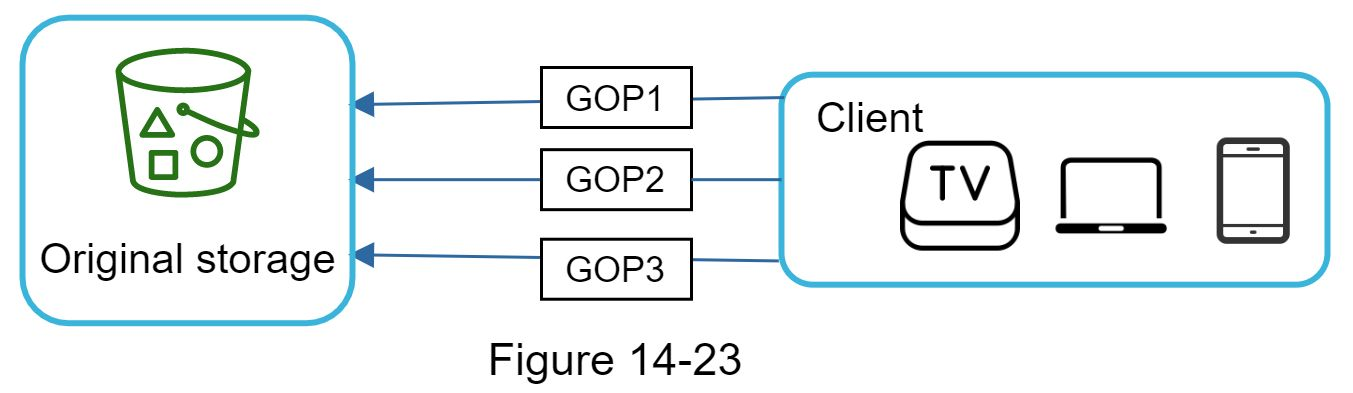 GOP1
Client
TV
GOP2
Original storage
GOP3
Figure 14-23